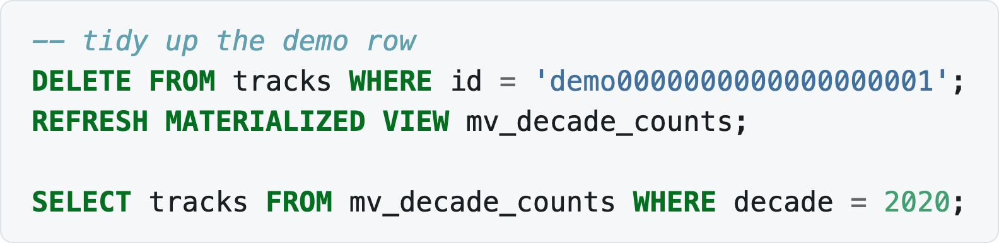 -- tidy up the demo row
DELETE FROM tracks WHERE id = 'demo0000000000000000001';
REFRESH MATERIALIZED VIEW mv_decade_counts;
SELECT tracks FROM mv_decade_counts WHERE decade = 2020;